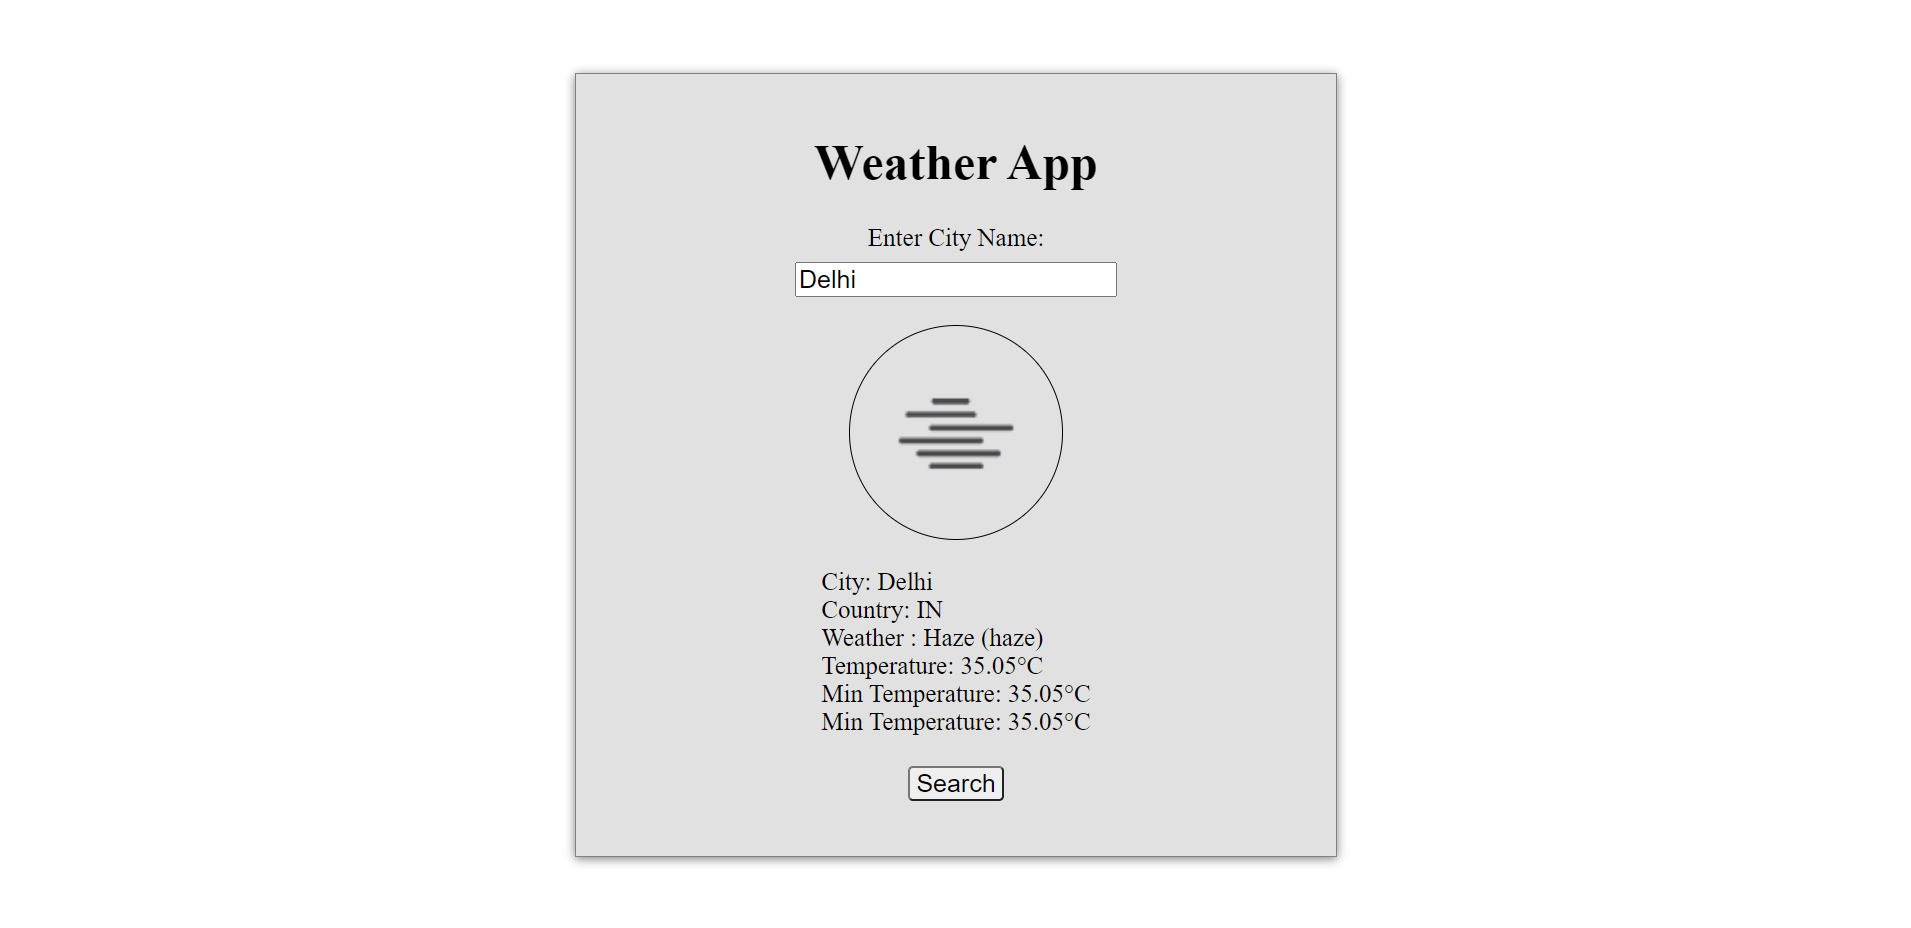 Weather App
Enter City Name:
Delhi
City: Delhi
Country: IN
Weather : Haze (haze)
Temperature: 35.05°C
Min Temperature: 35.05°C
Min Temperature: 35.05°C
Search